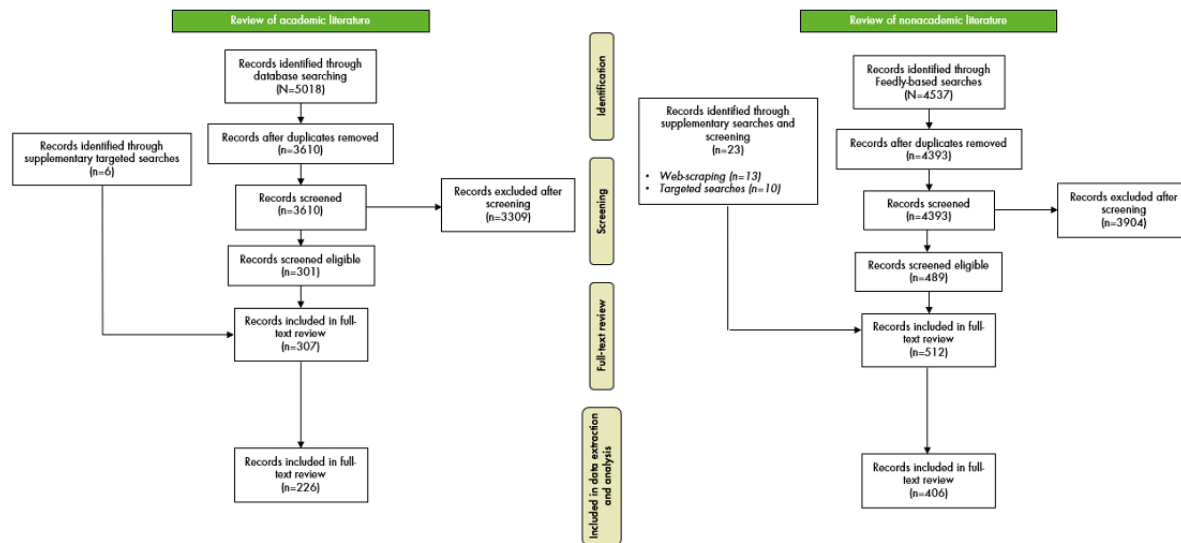 Review of academic literature
Records identified through
database searching
(N=5018)
Records after duplicates removed
(n=3610)
Records identified through
supplementary targeted searches
(n=6)
Records screened
(n=3610)
Records excluded after
screening
(n=3309)
Records screened eligible
(n=301)
Records included in full-
text review
(n=307)
Records included in full-
text review
(n=226)
Identification
Screening
Full-text review
Included in data extraction
and analysis
Review of nonacademic literature
Records identified through
Feedly-based searches
(N=4537)
Records identified through
supplementary searches and
screening
(n=23)
• Web-scraping (n=13)
• Targeted searches (n=10)
Records after duplicates removed
(n=4393)
Records screened
(n=4393)
Records excluded after
screening
(n=3904)
Records screened eligible
(n=489)
Records included in full-
text review
(n=512)
Records included in full-
text review
(n=406)